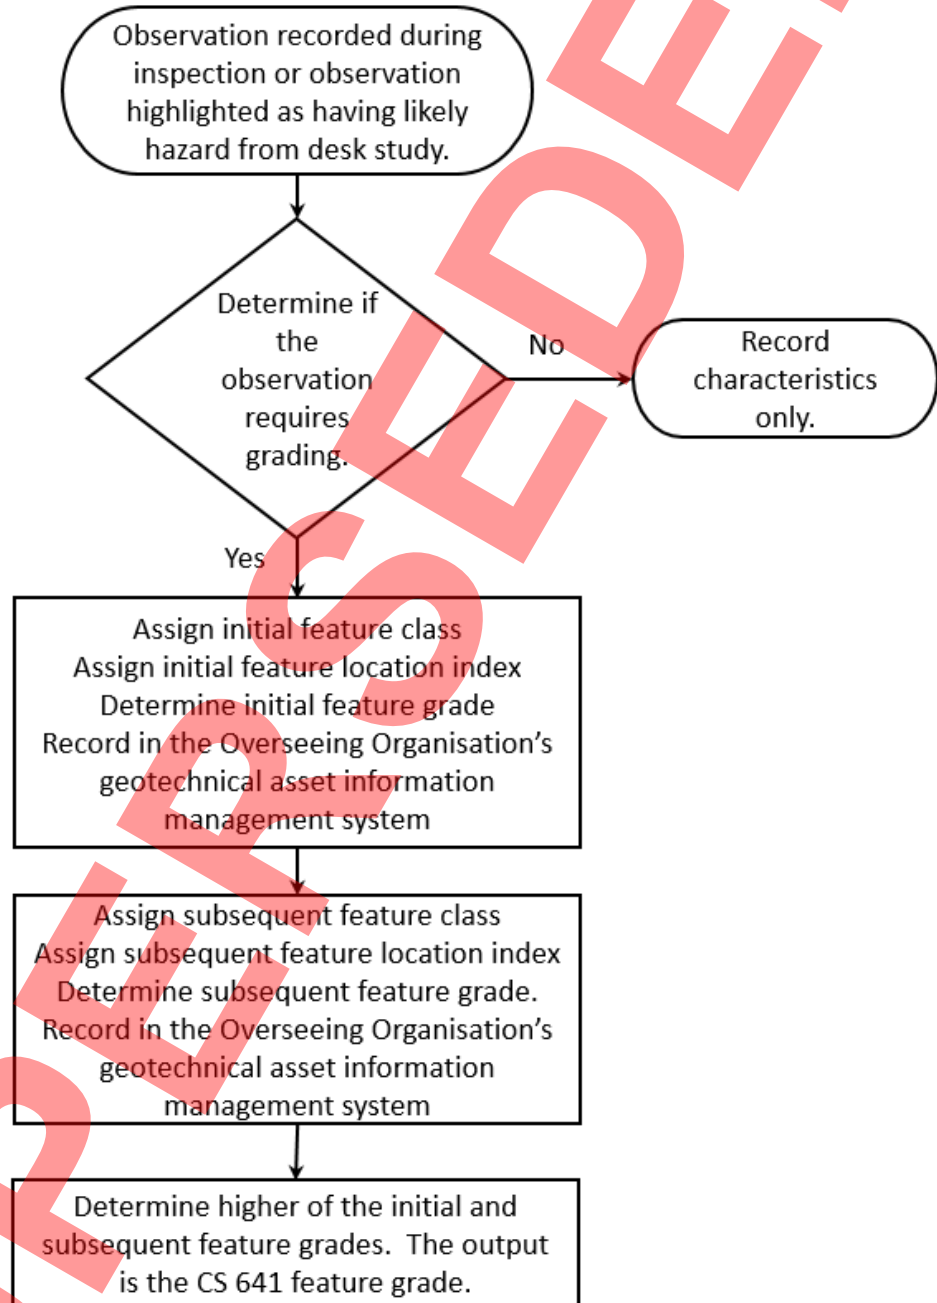 Observation recorded during
inspection or observation
highlighted as having likely
hazard from desk study.
Determine if
the
observation
requires
grading.
No
Record
characteristics
only.
Yes
Assign initial feature class
Assign initial feature location index
Determine initial feature grade
Record in the Overseeing Organisation’s
geotechnical asset information
management system
Assign subsequent feature class
Assign subsequent feature location index
Determine subsequent feature grade.
Record in the Overseeing Organisation’s
geotechnical asset information
management system
Determine higher of the initial and
subsequent feature grades.  The output
is the CS 641 feature grade.
PERSEDE